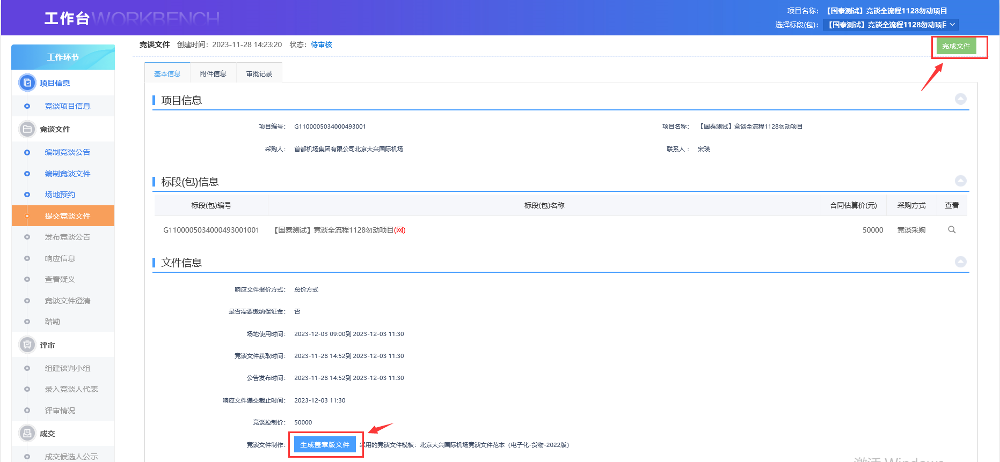 工作台WORKBENCH
项目名称：【国泰测试】竞谈全流程1128勿动项目
选择标段(包)：【国泰测试】竞谈全流程1128勿动项目
竞谈文件 创建时间：2023-11-28 14:23:20 状态：待审核
完成文件
工作环节
项目信息
竞谈项目信息
竞谈文件
编制竞谈公告
编制竞谈文件
场地预约
提交竞谈文件
发布竞谈公告
响应信息
查看疑义
竞谈文件澄清
踏勘
评审
组建谈判小组
录入竞谈人代表
评审情况
成交
成交候选人公示
基本信息 附件信息 审批记录
项目信息
项目编号： G1100005034000493001 项目名称： 【国泰测试】竞谈全流程1128勿动项目
采购人： 首都机场集团有限公司北京大兴国际机场 联系人： 宋瑛
标段(包)信息
标段(包)编号 标段(包)名称 合同估算价(元) 采购方式 查看
G1100005034000493001001 【国泰测试】竞谈全流程1128勿动项目(网) 50000 竞谈采购
文件信息
响应文件报价方式： 总价方式
是否需要缴纳保证金： 否
场地使用时间： 2023-12-03 09:00到 2023-12-03 11:30
竞谈文件获取时间： 2023-11-28 14:52到 2023-12-03 11:30
公告发布时间： 2023-11-28 14:52到 2023-12-03 11:30
响应文件递交截止时间： 2023-12-03 11:30
竞谈控制价： 50000
竞谈文件制作： 生成盖章版文件 采用的竞谈文件模板：北京大兴国际机场竞谈文件范本（电子化-货物-2022版）
激活 Windows